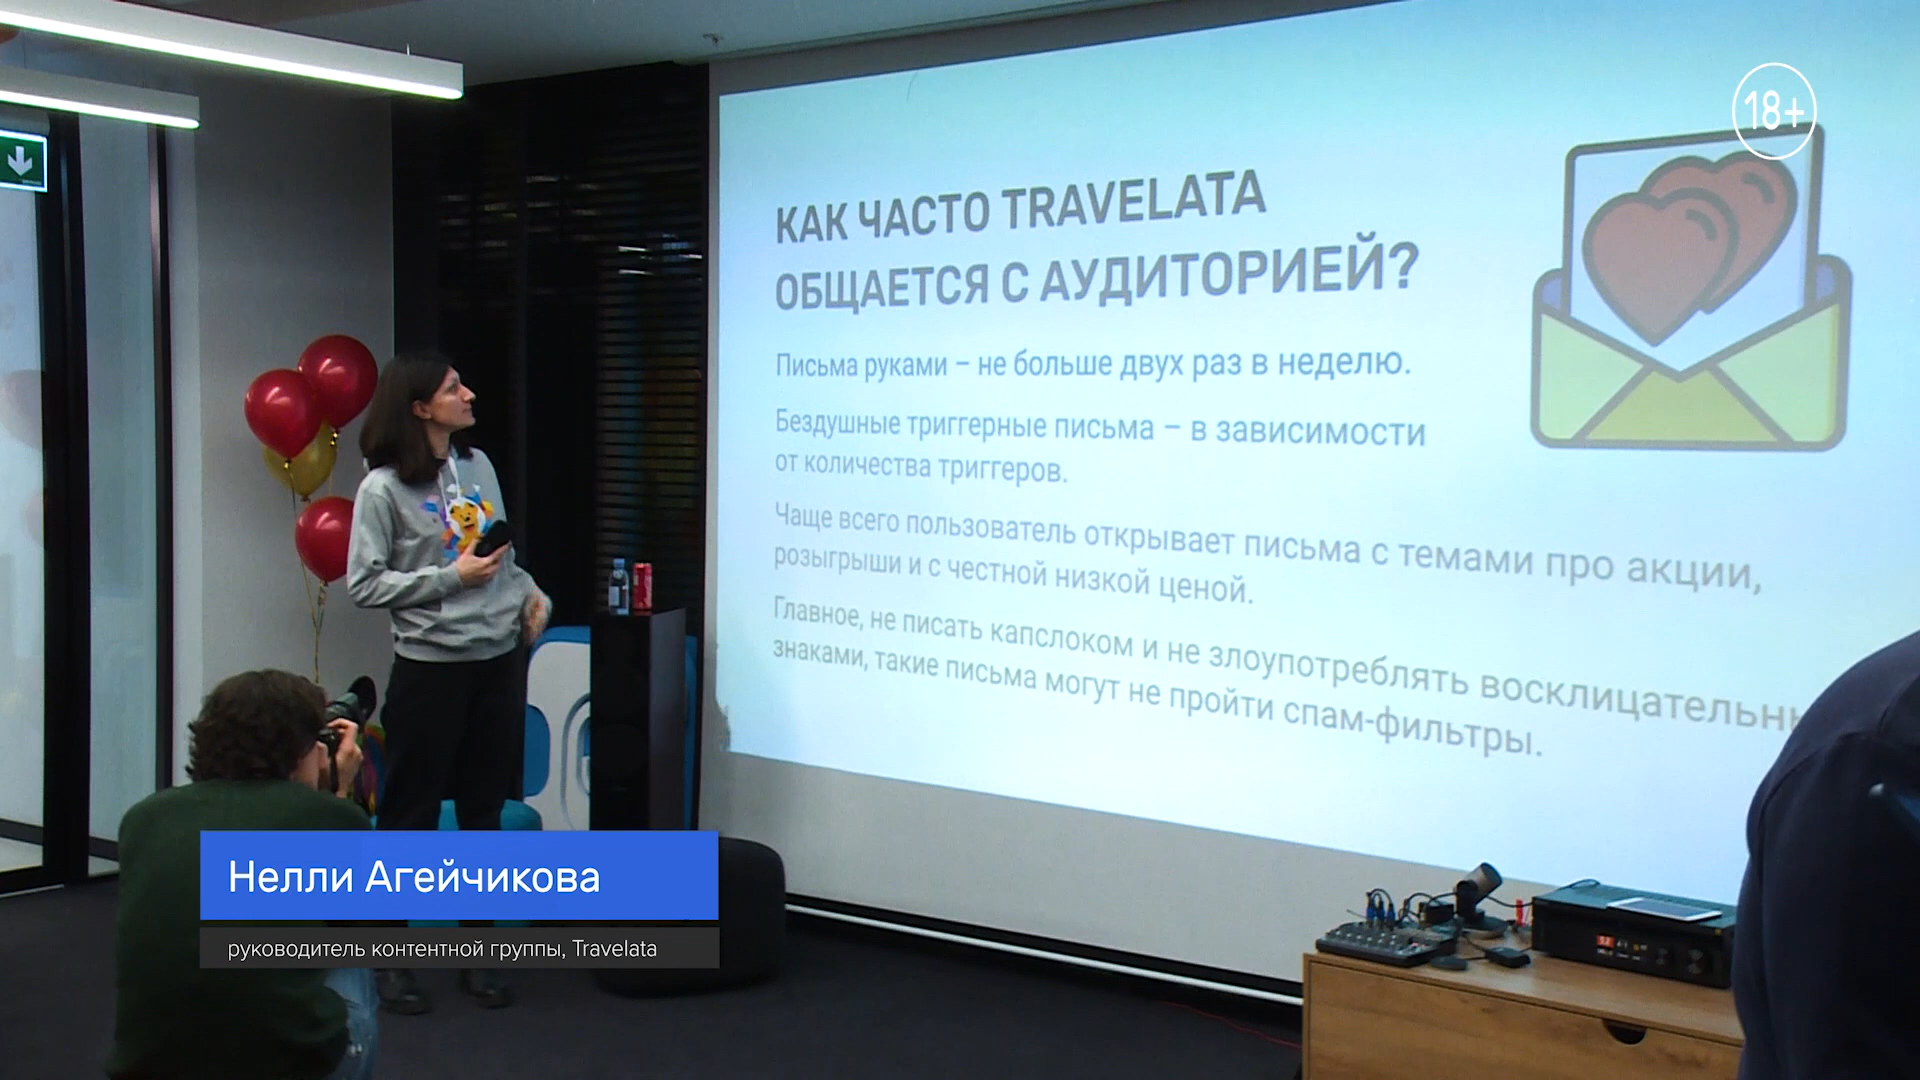 18+
КАК ЧАСТО TRAVELATA
ОБЩАЕТСЯ С АУДИТОРИЕЙ?
Письма руками – не больше двух раз в неделю.
Бездушные триггерные письма – в зависимости
от количества триггеров.
Чаще всего пользователь открывает письма с темами про акции,
розыгрыши и с честной низкой ценой.
Главное, не писать капслоком и не злоупотреблять восклицательн
знаками, такие письма могут не пройти спам-фильтры.
Нелли Агейчикова
руководитель контентной группы, Travelata